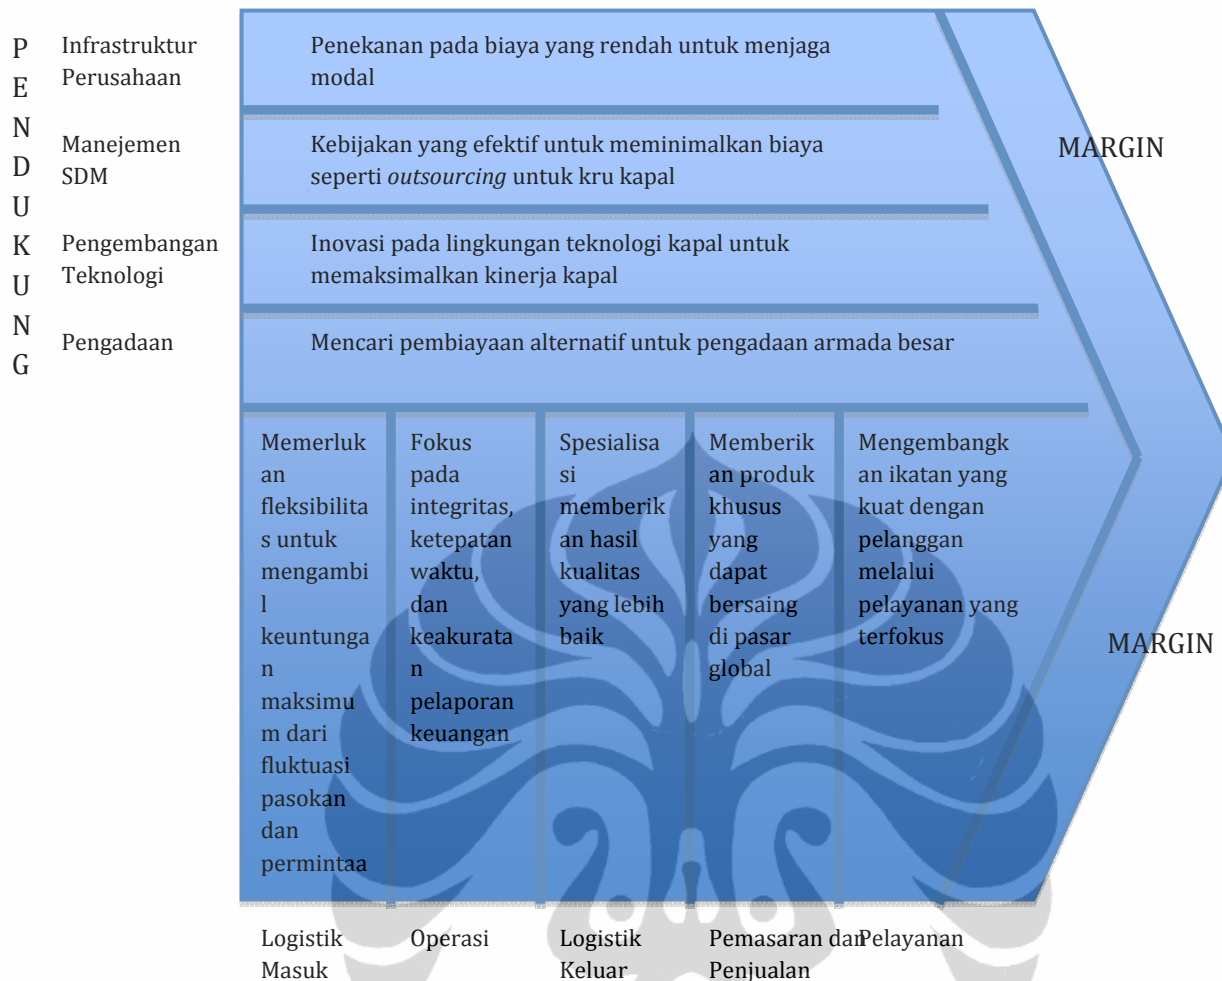 P
E
N
D
U
K
U
N
G
Infrastruktur
Perusahaan
Penekanan pada biaya yang rendah untuk menjaga
modal
Manejemen
SDM
Kebijakan yang efektif untuk meminimalkan biaya
seperti outsourcing untuk kru kapal
Pengembangan
Teknologi
Inovasi pada lingkungan teknologi kapal untuk
memaksimalkan kinerja kapal
Pengadaan
Mencari pembiayaan alternatif untuk pengadaan armada besar
MARGIN
Memerluk
an
fleksibilita
s untuk
mengambi
l
keuntunga
n
maksimu
m dari
fluktuasi
pasokan
dan
permintaa
Fokus
pada
integritas,
ketepatan
waktu,
dan
keakurata
n
pelaporan
keuangan
Spesialisa
si
memberik
an hasil
kualitas
yang lebih
baik
Memberik
an produk
khusus
yang
dapat
bersaing
di pasar
global
Mengembangk
an ikatan yang
kuat dengan
pelanggan
melalui
pelayanan yang
terfokus
MARGIN
Logistik
Masuk
Operasi
Logistik
Keluar
Pemasaran dan
Penjualan
Pelayanan